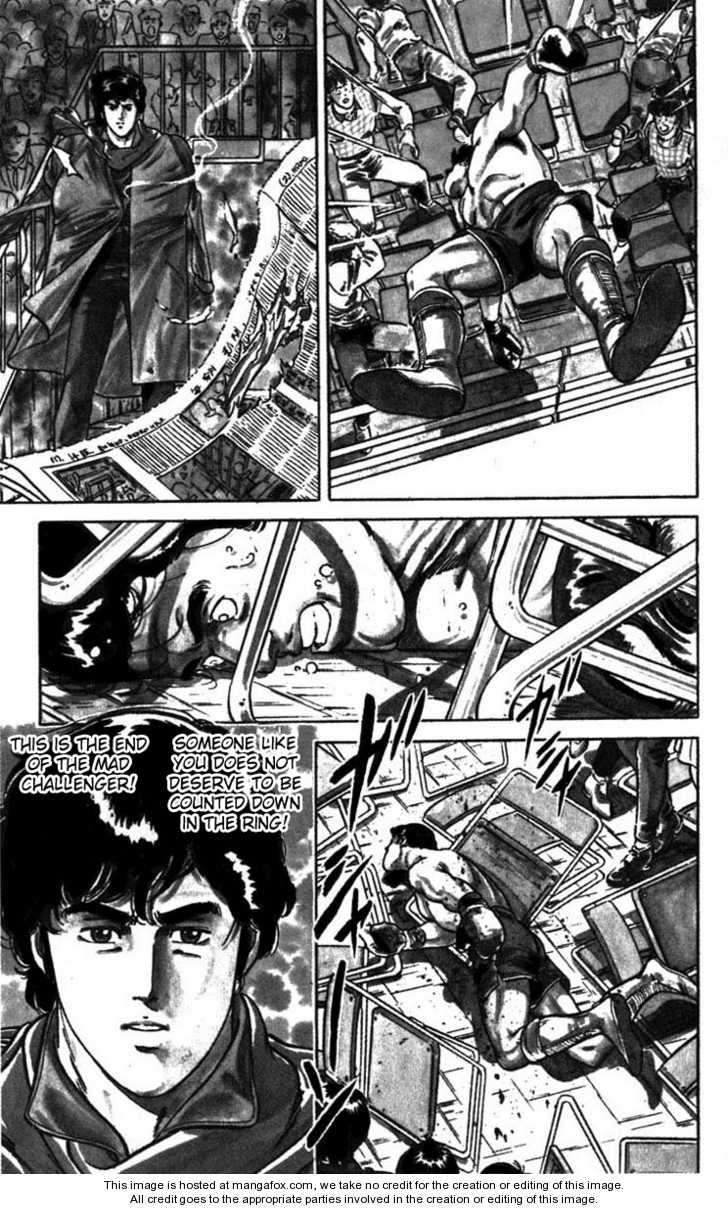 SOMEONE LIKE
YOU DOES NOT
DESERVE TO BE
COUNTED DOWN
IN THE RING!
THIS IS THE END
OF THE MAD
CHALLENGER!
This image is hosted at mangafox.com, we take no credit for the creation or editing of this image.
All credit goes to the appropriate parties involved in the creation or editing of this image.